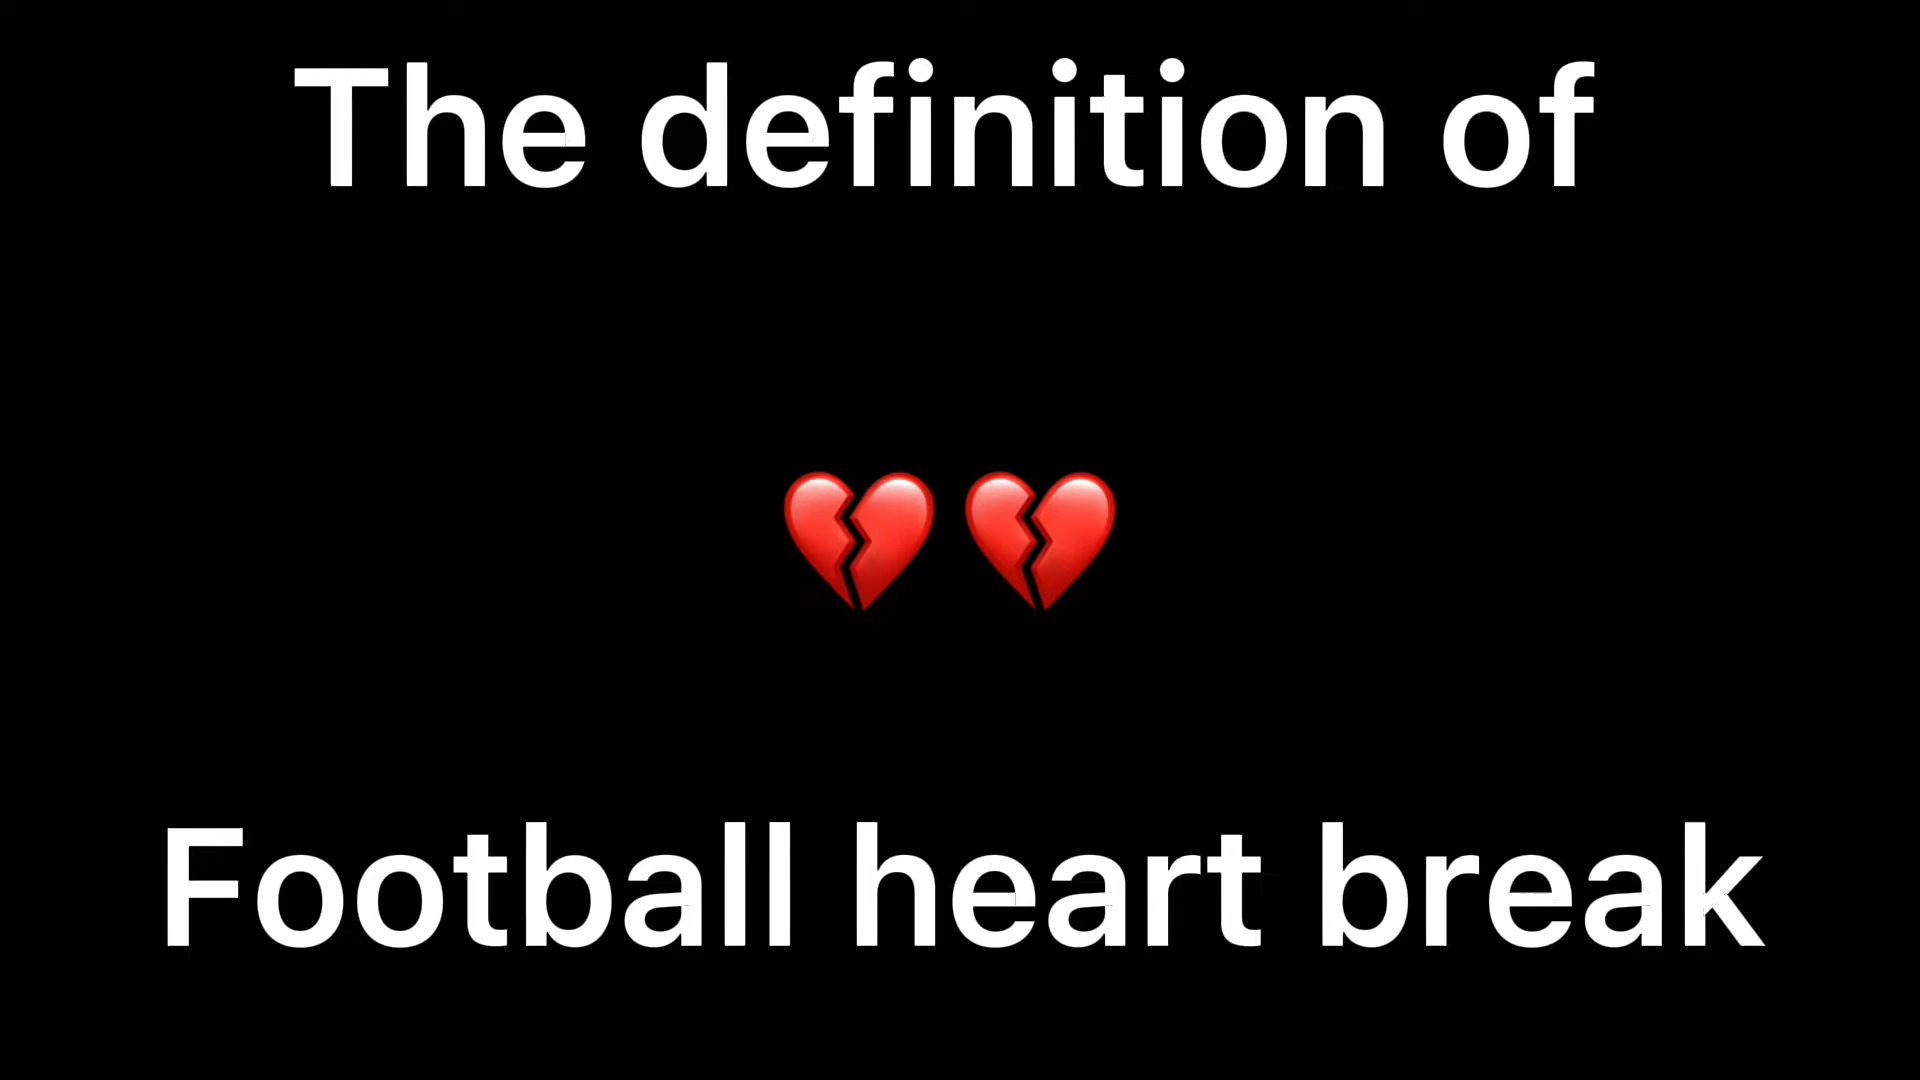 The definition of
💔💔
Football heart break